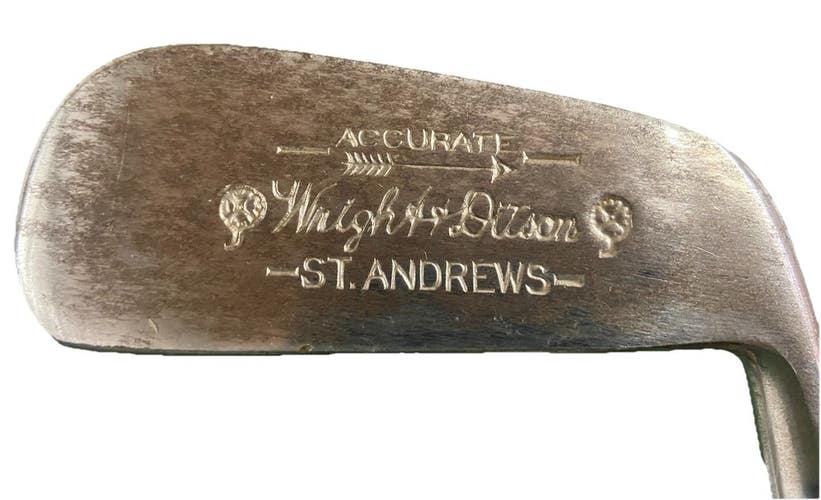 ACCURATE
Wright & Ditson
ST. ANDREWS